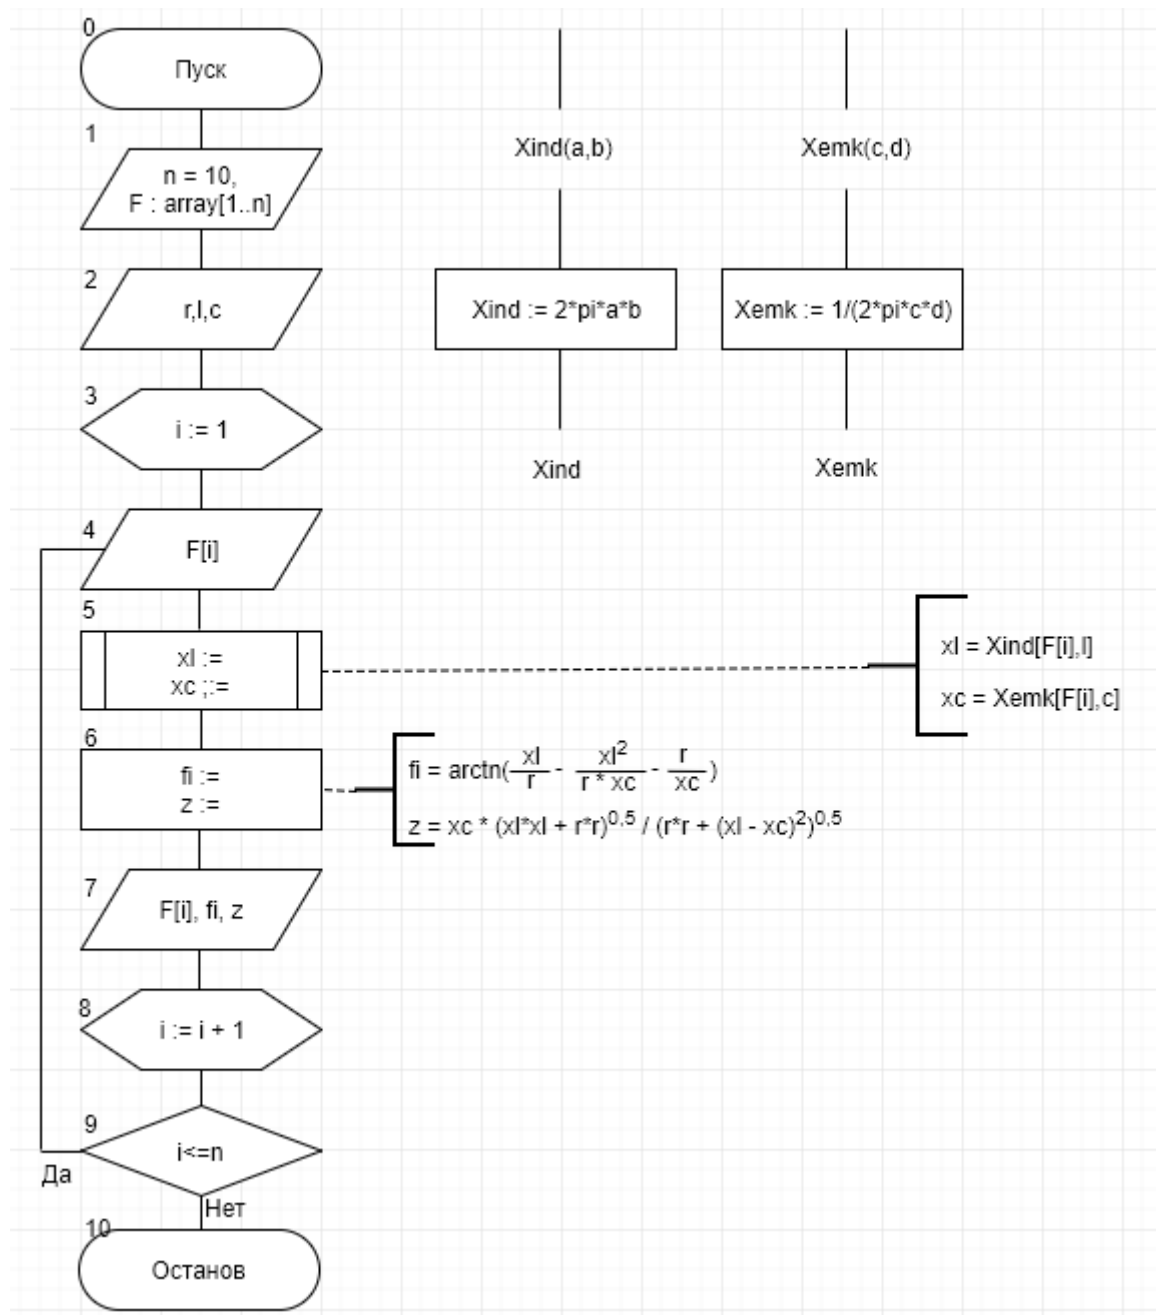 0
Пуск
1
n = 10,
F : array[1..n]
2
r,l,c
3
i := 1
4
F[i]
5
xl :=
xc ;:=
6
fi :=
z :=
7
F[i], fi, z
8
i := i + 1
9
i<=n
Да
Нет
10
Останов
Xind(a,b)
Xind := 2*pi*a*b
Xind
Xemk(c,d)
Xemk := 1/(2*pi*c*d)
Xemk
xl = Xind[F[i],l]
xc = Xemk[F[i],c]
fi = arctn(xl/r - xl²/r * xc - r/xc)
z = xc * (xl*xl + r*r)^0,5 / (r*r + (xl - xc)²)^0,5